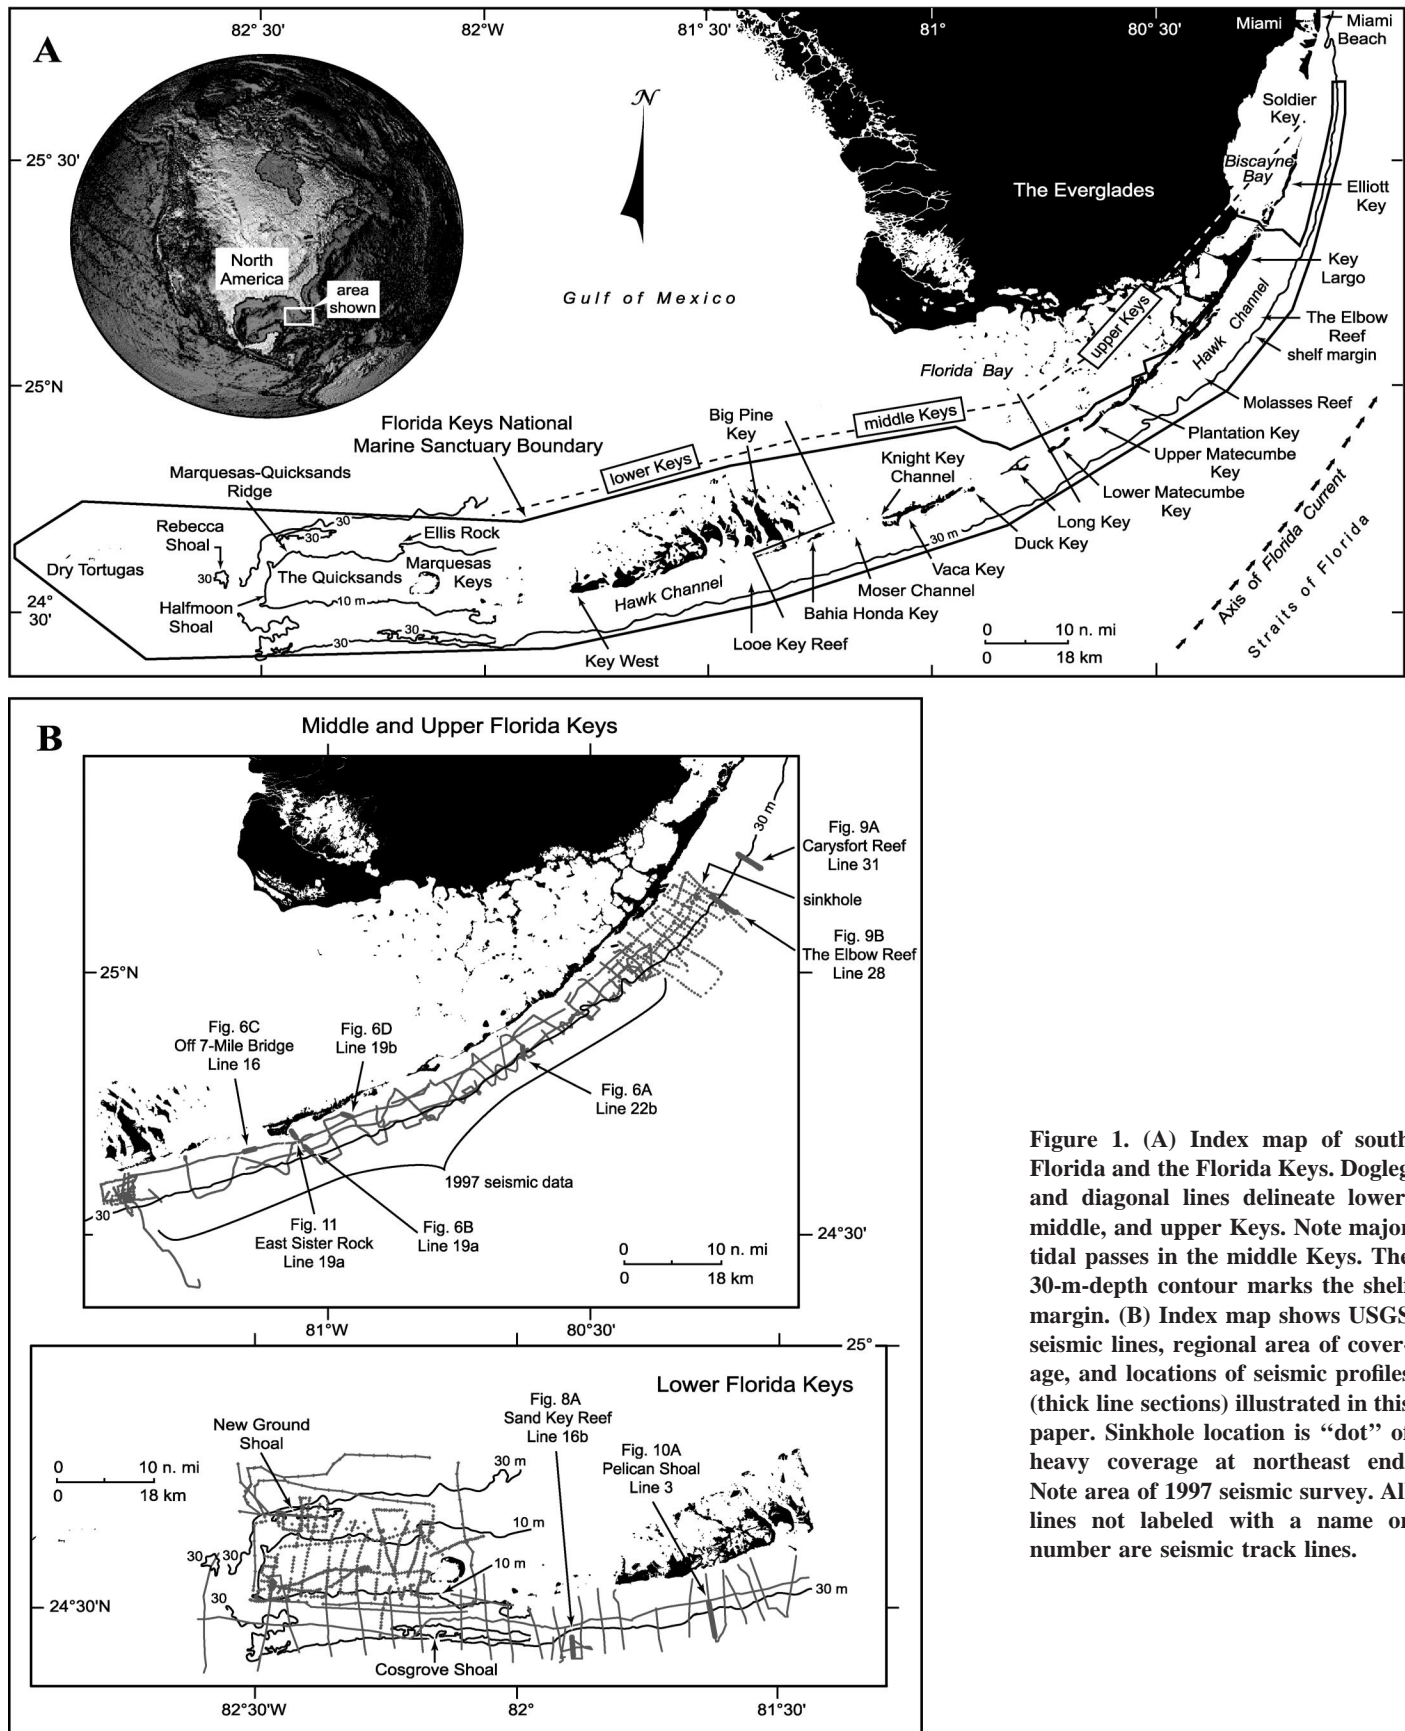 A
82° 30'
82°W
81° 30'
81°
80° 30'
Miami
Miami
Beach
N
Soldier
Key
25° 30'
Biscayne
Bay
The Everglades
Elliott
Key
North
America
area
shown
Gulf of Mexico
Key
Largo
Hawk Channel
The Elbow
Reef
shelf margin
upper Keys
25°N
Florida Bay
Molasses Reef
Florida Keys National
Marine Sanctuary Boundary
Big Pine
Key
middle Keys
Plantation Key
Upper Matecumbe
Key
Marquesas-Quicksands
Ridge
lower Keys
Knight Key
Channel
Lower Matecumbe
Key
Rebecca
Shoal
30
30
Ellis Rock
Long Key
Duck Key
30 m
Dry Tortugas
30
The Quicksands
Marquesas
Keys
Vaca Key
Axis of Florida Current
Straits of Florida
24°
30'
Halfmoon
Shoal
10 m
Hawk Channel
Moser Channel
Bahia Honda Key
30
30
Looe Key Reef
Key West
0 10 n. mi
0 18 km
B
Middle and Upper Florida Keys
30 m
Fig. 9A
Carysfort Reef
Line 31
sinkhole
Fig. 9B
The Elbow Reef
Line 28
25°N
Fig. 6C
Off 7-Mile Bridge
Line 16
Fig. 6D
Line 19b
Fig. 6A
Line 22b
1997 seismic data
30
Fig. 11
East Sister Rock
Line 19a
Fig. 6B
Line 19a
24°30'
0 10 n. mi
0 18 km
81°W
80°30'
25°
Lower Florida Keys
New Ground
Shoal
Fig. 8A
Sand Key Reef
Line 16b
0 10 n. mi
0 18 km
30 m
Fig. 10A
Pelican Shoal
Line 3
10 m
30
30
10 m
30
30 m
24°30'N
Cosgrove Shoal
82°30'W
82°
81°30'
Figure 1. (A) Index map of south
Florida and the Florida Keys. Dogleg
and diagonal lines delineate lower
middle, and upper Keys. Note major
tidal passes in the middle Keys. The
30-m-depth contour marks the shelf
margin. (B) Index map shows USGS
seismic lines, regional area of cover-
age, and locations of seismic profiles
(thick line sections) illustrated in this
paper. Sinkhole location is “dot” of
heavy coverage at northeast end
Note area of 1997 seismic survey. All
lines not labeled with a name or
number are seismic track lines.